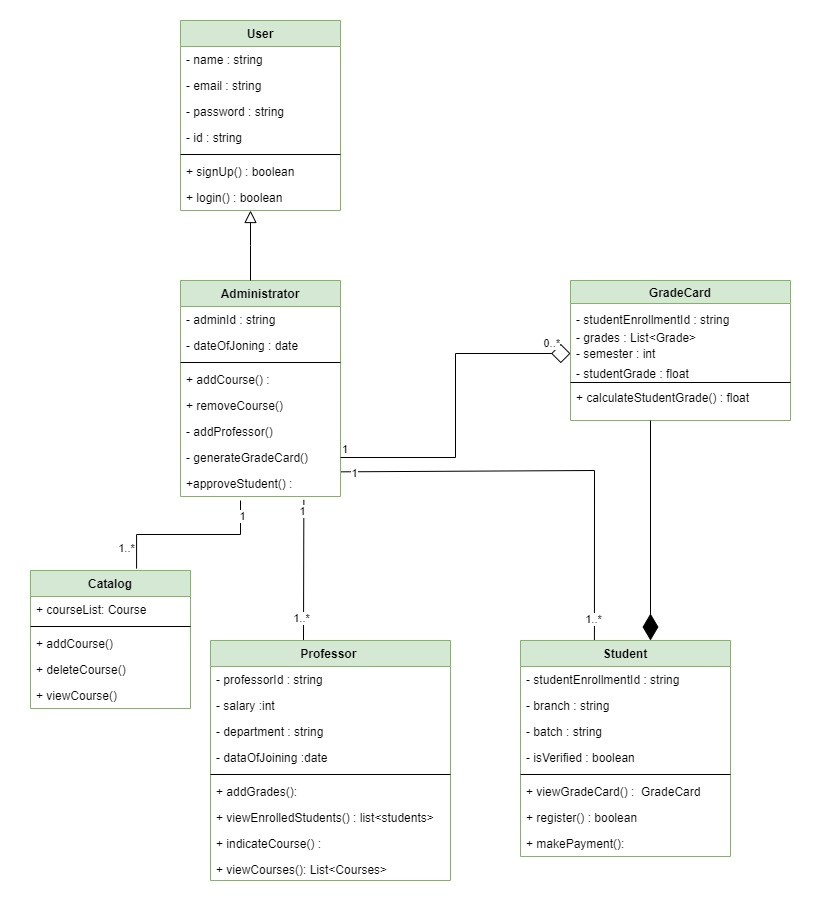 User
- name : string
- email : string
- password : string
- id : string
+ signUp() : boolean
+ login() : boolean
Administrator
- adminId : string
- dateOfJoning : date
+ addCourse() :
+ removeCourse()
- addProfessor()
- generateGradeCard()
+approveStudent() :
GradeCard
- studentEnrollmentId : string
- grades : List<Grade>
- semester : int
- studentGrade : float
+ calculateStudentGrade() : float
0..*
1
1
1
1
1..*
1..*
1..*
Catalog
+ courseList: Course
+ addCourse()
+ deleteCourse()
+ viewCourse()
Professor
- professorId : string
- salary :int
- department : string
- dataOfJoining :date
+ addGrades():
+ viewEnrolledStudents() : list<students>
+ indicateCourse() :
+ viewCourses(): List<Courses>
Student
- studentEnrollmentId : string
- branch : string
- batch : string
- isVerified : boolean
+ viewGradeCard() :  GradeCard
+ register() : boolean
+ makePayment():